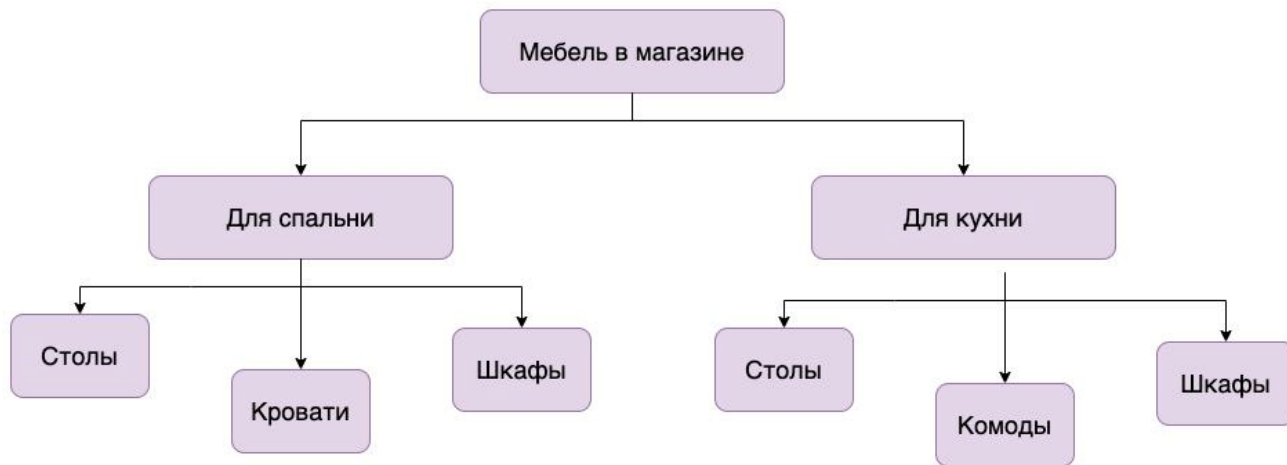 Мебель в магазине
Для спальни
Для кухни
Столы
Кровати
Шкафы
Столы
Комоды
Шкафы